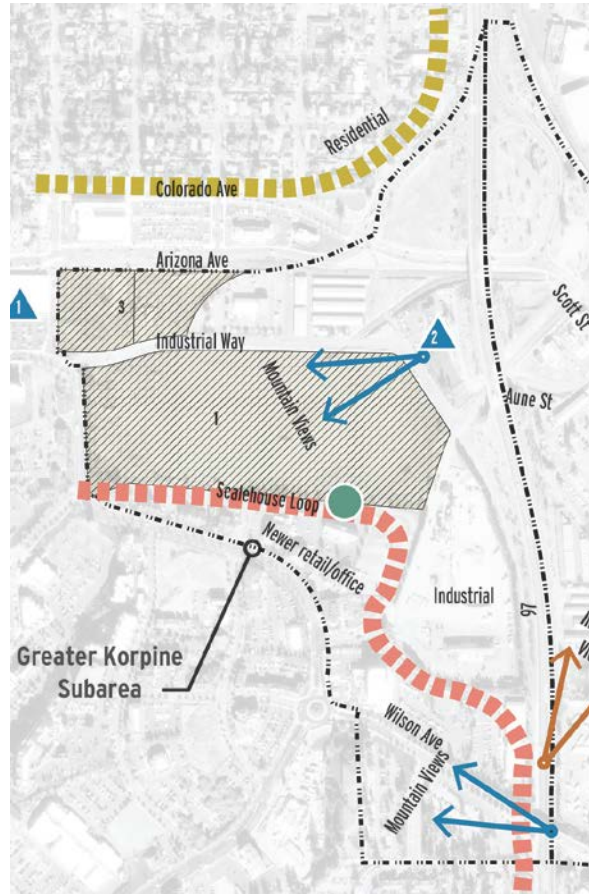 Residential
Colorado Ave
Arizona Ave
1
3
Scott St
Industrial Way
2
Mountain Views
Aune St
1
Scalehouse Loop
Newer retail/office
Industrial
97
Greater Korpine
Subarea
Wilson Ave
Mountain Views